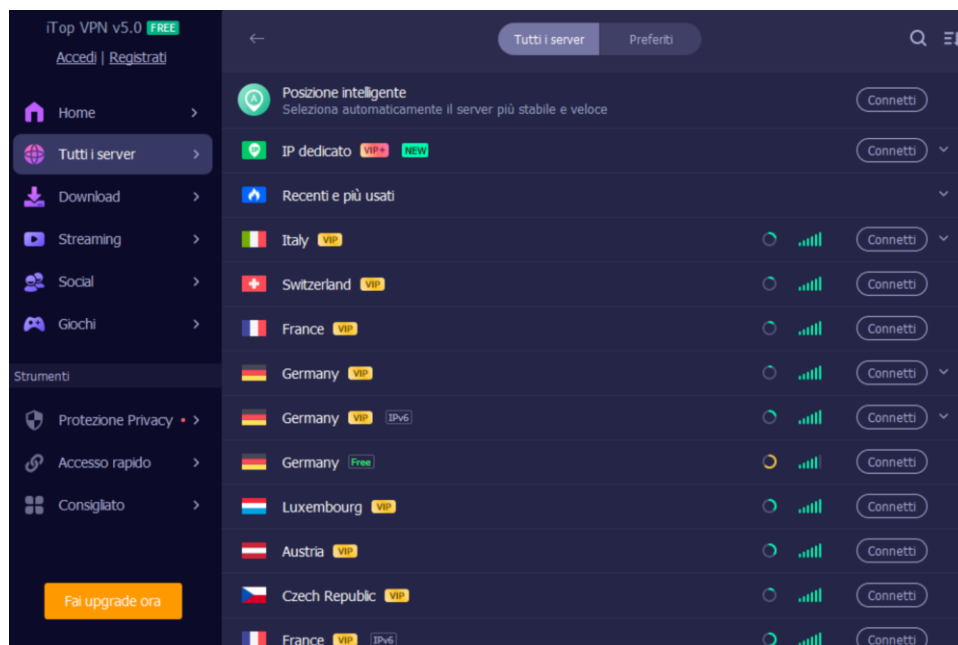 iTop VPN v5.0 FREE
Accedi | Registrati
Home
Tutti i server
Download
Streaming
Social
Giochi
Strumenti
Protezione Privacy
Accesso rapido
Consigliato
Fai upgrade ora
Tutti i server Preferiti
Posizione intelligente
Seleziona automaticamente il server più stabile e veloce
Connetti
IP dedicato VIP+ NEW Connetti
Recenti e più usati
Italy VIP Connetti
Switzerland VIP Connetti
France VIP Connetti
Germany VIP Connetti
Germany VIP IPv6 Connetti
Germany Free Connetti
Luxembourg VIP Connetti
Austria VIP Connetti
Czech Republic VIP Connetti
France VIP IPv6 Connetti